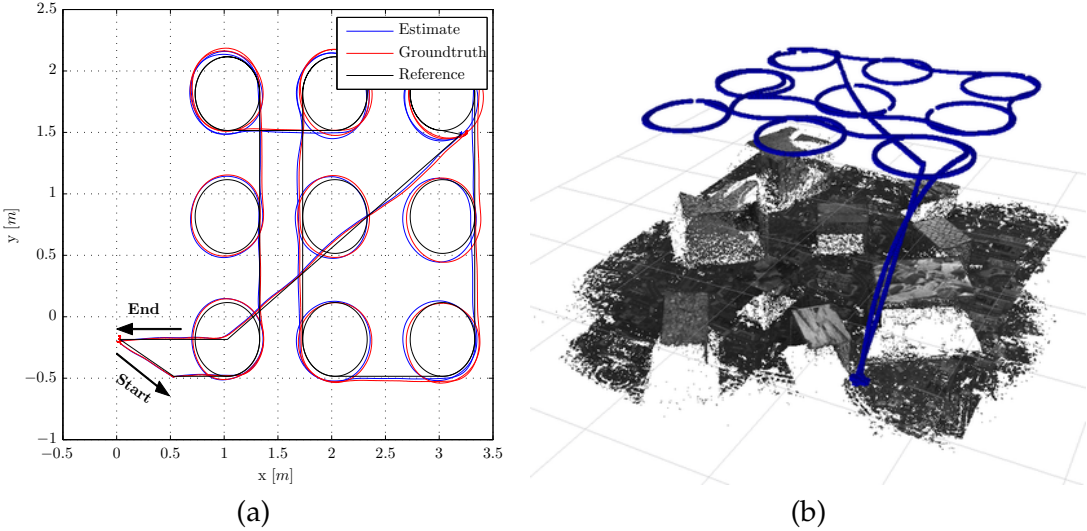 2.5
2
1.5
1
0.5
0
−0.5
−1
−0.5
0
0.5
1
1.5
2
2.5
3
3.5
y [m]
x [m]
Estimate
Groundtruth
Reference
End
Start
(a)
(b)